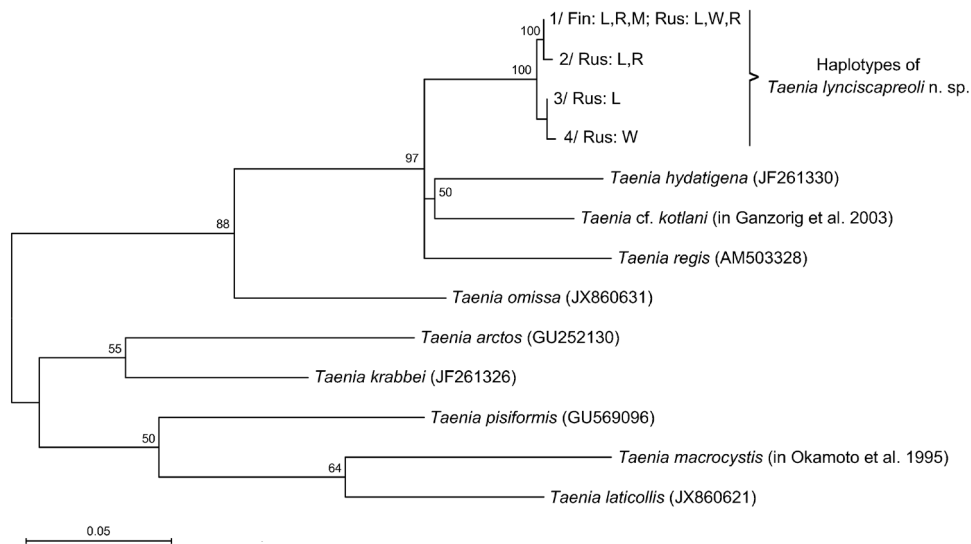 1/ Fin: L,R,M; Rus: L,W,R
100
2/ Rus: L,R
100
3/ Rus: L
4/ Rus: W
Haplotypes of
Taenia lynciscapreoli n. sp.
97
Taenia hydatigena (JF261330)
50
Taenia cf. kotlani (in Ganzorig et al. 2003)
88
Taenia regis (AM503328)
Taenia omissa (JX860631)
Taenia arctos (GU252130)
55
Taenia krabbei (JF261326)
Taenia pisiformis (GU569096)
50
Taenia macrocystis (in Okamoto et al. 1995)
64
Taenia laticollis (JX860621)
0.05